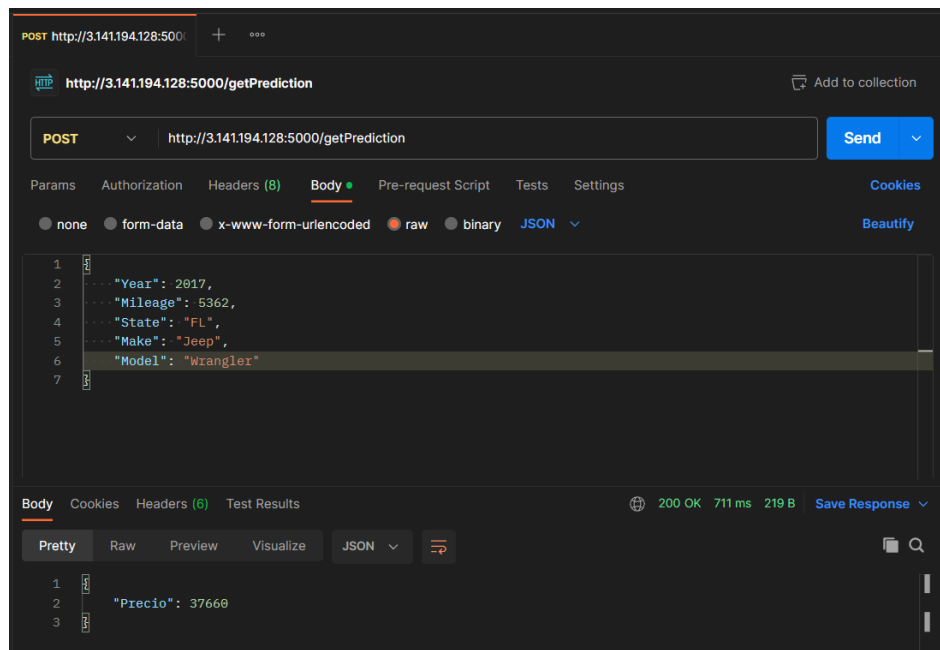 POST http://3.141.194.128:500
http://3.141.194.128:5000/getPrediction Add to collection
POST http://3.141.194.128:5000/getPrediction Send
Params Authorization Headers (8) Body Pre-request Script Tests Settings Cookies
none form-data x-www-form-urlencoded raw binary JSON Beautify
1 {
2 "Year": 2017,
3 "Mileage": 5362,
4 "State": "FL",
5 "Make": "Jeep",
6 "Model": "Wrangler"
7 }
Body Cookies Headers (6) Test Results 200 OK 711 ms 219 B Save Response
Pretty Raw Preview Visualize JSON
1 {
2 "Precio": 37660
3 }